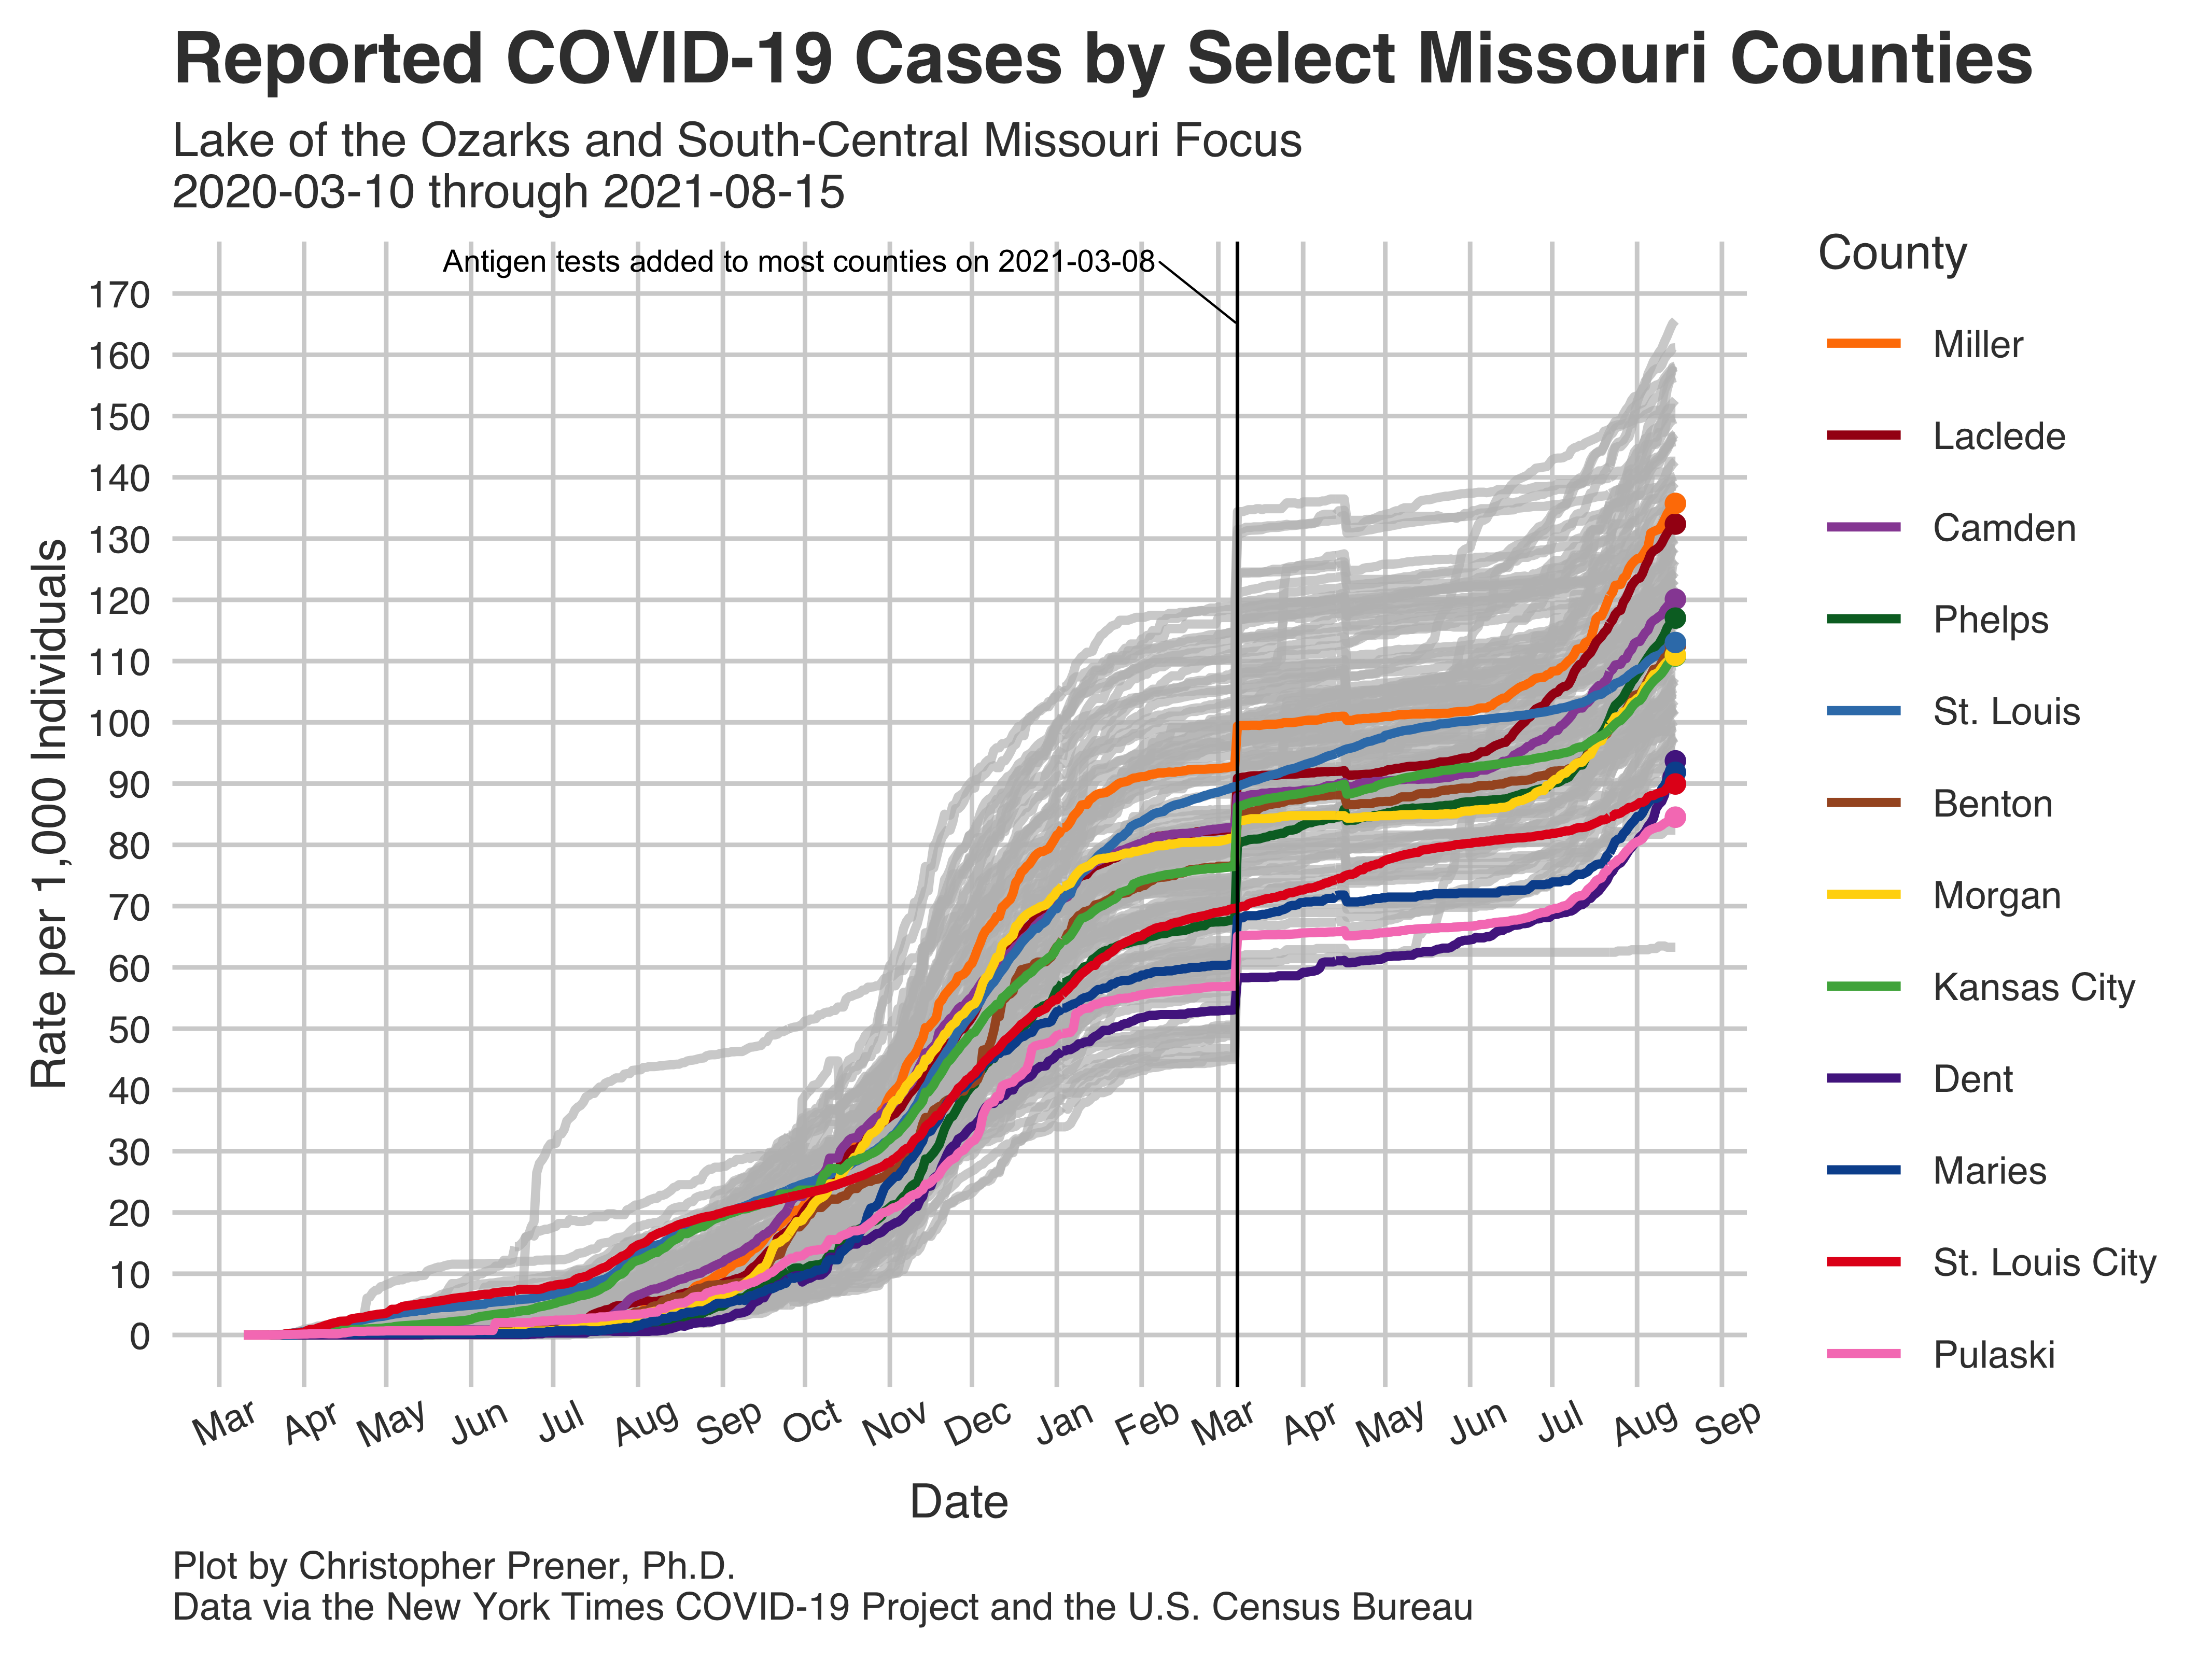 Reported COVID-19 Cases by Select Missouri Counties
Lake of the Ozarks and South-Central Missouri Focus
2020-03-10 through 2021-08-15
Antigen tests added to most counties on 2021-03-08
Rate per 1,000 Individuals
170
160
150
140
130
120
110
100
90
80
70
60
50
40
30
20
10
0
Mar Apr May Jun Jul Aug Sep Oct Nov Dec Jan Feb Mar Apr May Jun Jul Aug Sep
Date
County
Miller
Laclede
Camden
Phelps
St. Louis
Benton
Morgan
Kansas City
Dent
Maries
St. Louis City
Pulaski
Plot by Christopher Prener, Ph.D.
Data via the New York Times COVID-19 Project and the U.S. Census Bureau